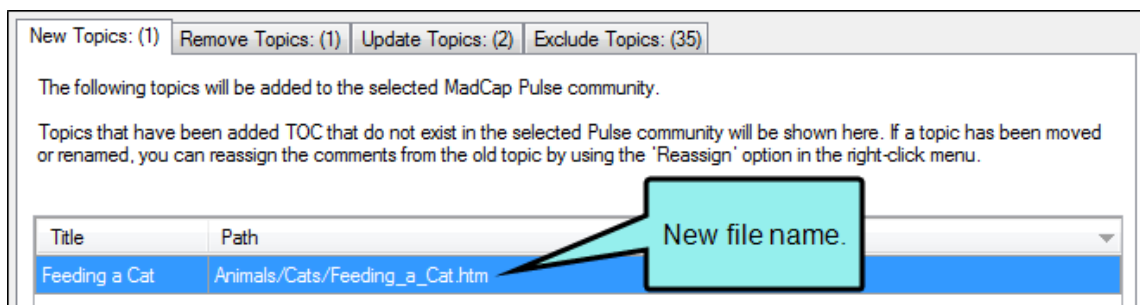 New Topics: (1) Remove Topics: (1) Update Topics: (2) Exclude Topics: (35)
The following topics will be added to the selected MadCap Pulse community.
Topics that have been added TOC that do not exist in the selected Pulse community will be shown here. If a topic has been moved
or renamed, you can reassign the comments from the old topic by using the 'Reassign' option in the right-click menu.
New file name.
Title Path
Feeding a Cat Animals/Cats/Feeding_a_Cat.htm